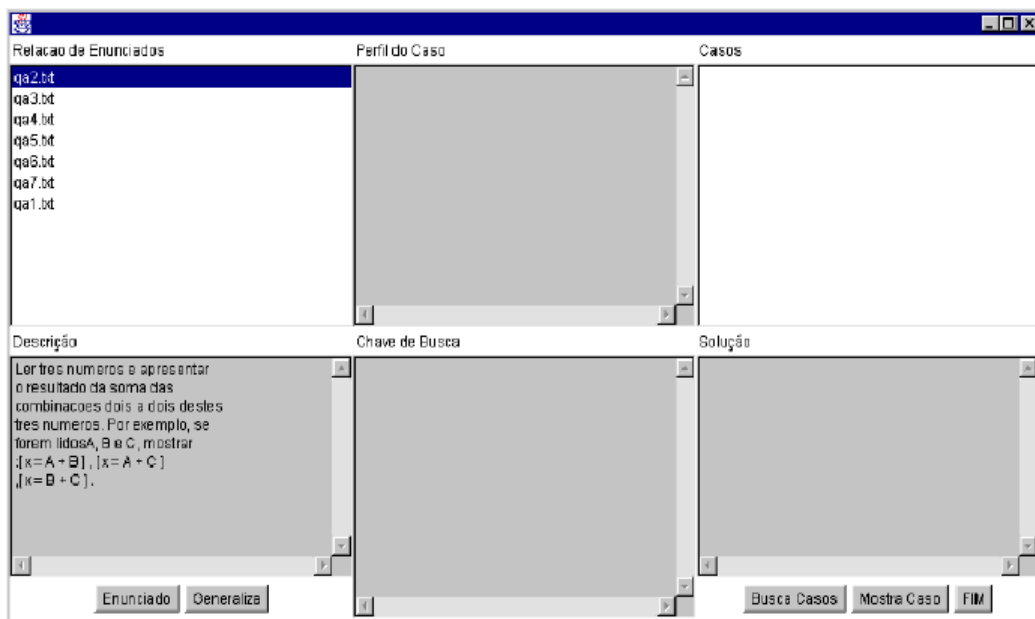 Relacao de Enunciados
Perfil do Caso
Casos
qa2.txt
qa3.txt
qa4.txt
qa5.txt
qa6.txt
qa7.txt
qa1.txt
Descrição
Chave de Busca
Solução
Ler tres numeros e apresentar
o resultado da soma das
combinacoes dois a dois destes
tres numeros. Por exemplo, se
forem lidosA, B e C, mostrar
:[x= A + B] , [x= A + C ]
,[x= B + C ].
Enunciado
Generaliza
Busca Casos
Mostra Caso
FIM